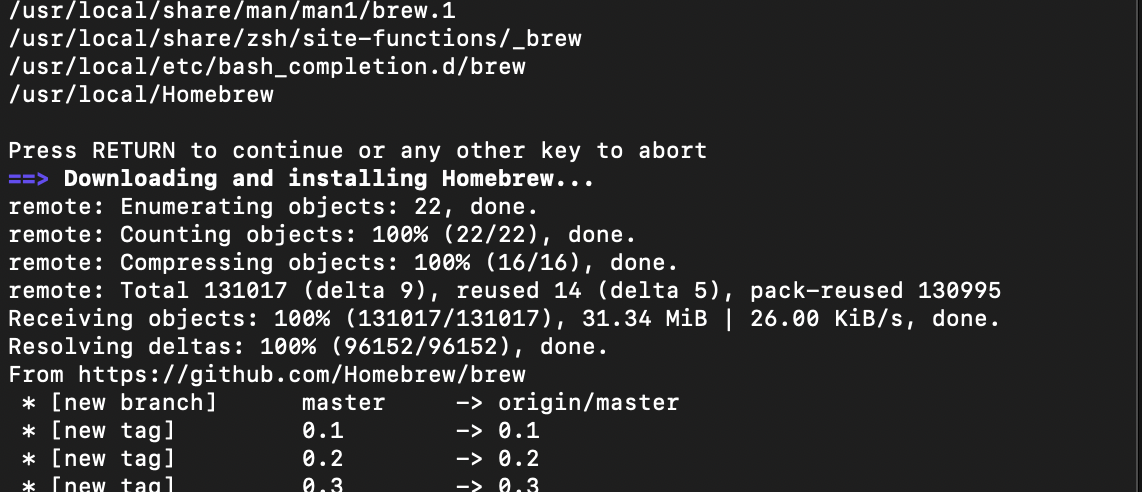 /usr/local/share/man/man1/brew.1
/usr/local/share/zsh/site-functions/_brew
/usr/local/etc/bash_completion.d/brew
/usr/local/Homebrew
Press RETURN to continue or any other key to abort
==> Downloading and installing Homebrew...
remote: Enumerating objects: 22, done.
remote: Counting objects: 100% (22/22), done.
remote: Compressing objects: 100% (16/16), done.
remote: Total 131017 (delta 9), reused 14 (delta 5), pack-reused 130995
Receiving objects: 100% (131017/131017), 31.34 MiB | 26.00 KiB/s, done.
Resolving deltas: 100% (96152/96152), done.
From https://github.com/Homebrew/brew
 * [new branch]      master     -> origin/master
 * [new tag]         0.1        -> 0.1
 * [new tag]         0.2        -> 0.2
 * [new tag]         0.3        -> 0.3